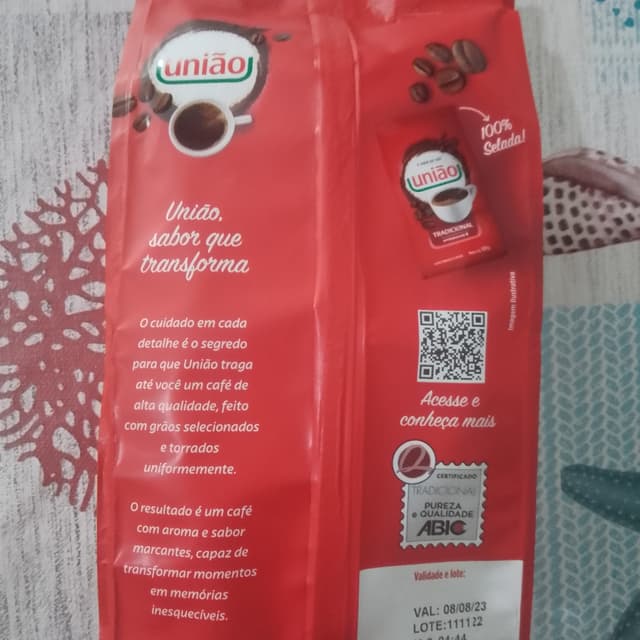 união
União,
sabor que
transforma
O cuidado em cada
detalhe é o segredo
para que União traga
até você um café de
alta qualidade, feito
com grãos selecionados
e torrados
uniformemente.
O resultado é um café
com aroma e sabor
marcantes, capaz de
transformar momentos
em memórias
inesquecíveis.
100%
Selada!
união
TRADICIONAL
Imagem ilustrativa
Acesse e
conheça mais
CERTIFICADO
TRADICIONAL
PUREZA
e QUALIDADE
ABIC
Validade e lote:
VAL: 08/08/23
LOTE:111122